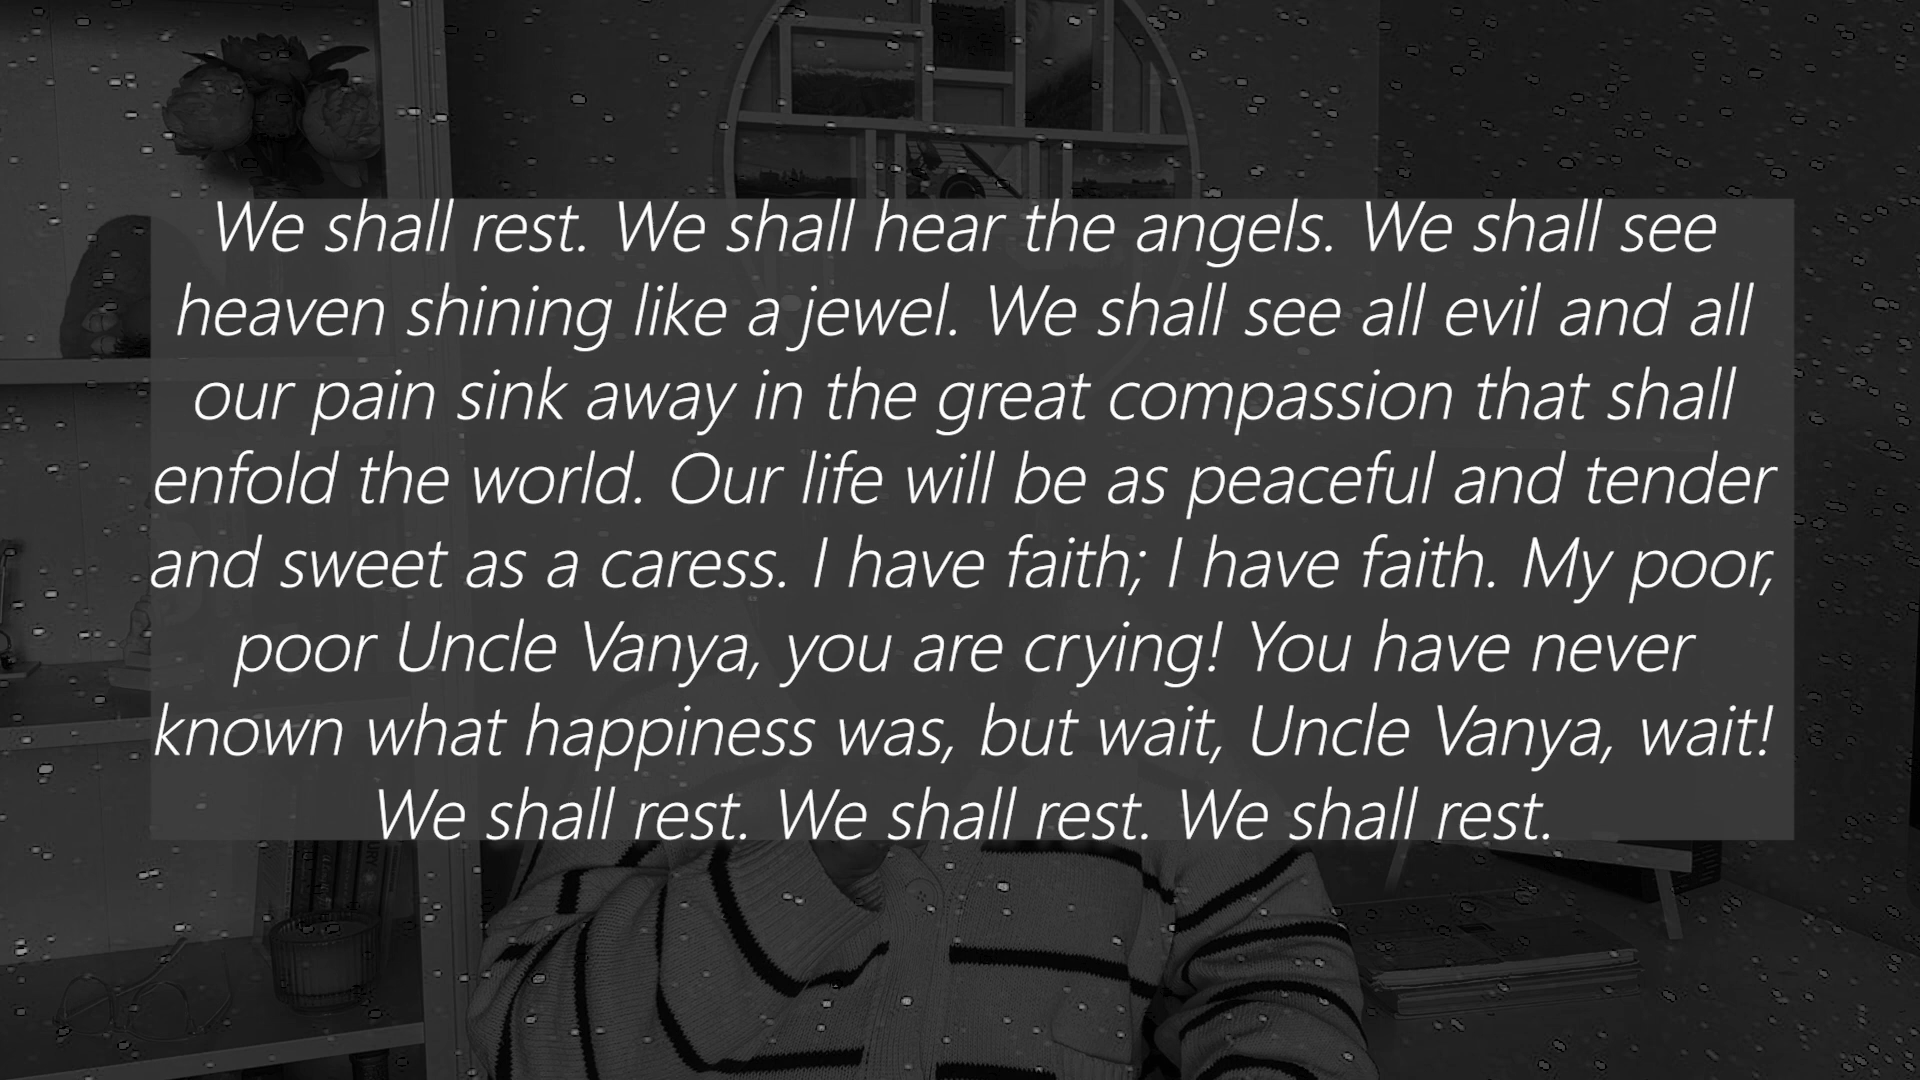 We shall rest. We shall hear the angels. We shall see
heaven shining like a jewel. We shall see all evil and all
our pain sink away in the great compassion that shall
enfold the world. Our life will be as peaceful and tender
and sweet as a caress. I have faith; I have faith. My poor,
poor Uncle Vanya, you are crying! You have never
known what happiness was, but wait, Uncle Vanya, wait!
We shall rest. We shall rest. We shall rest.